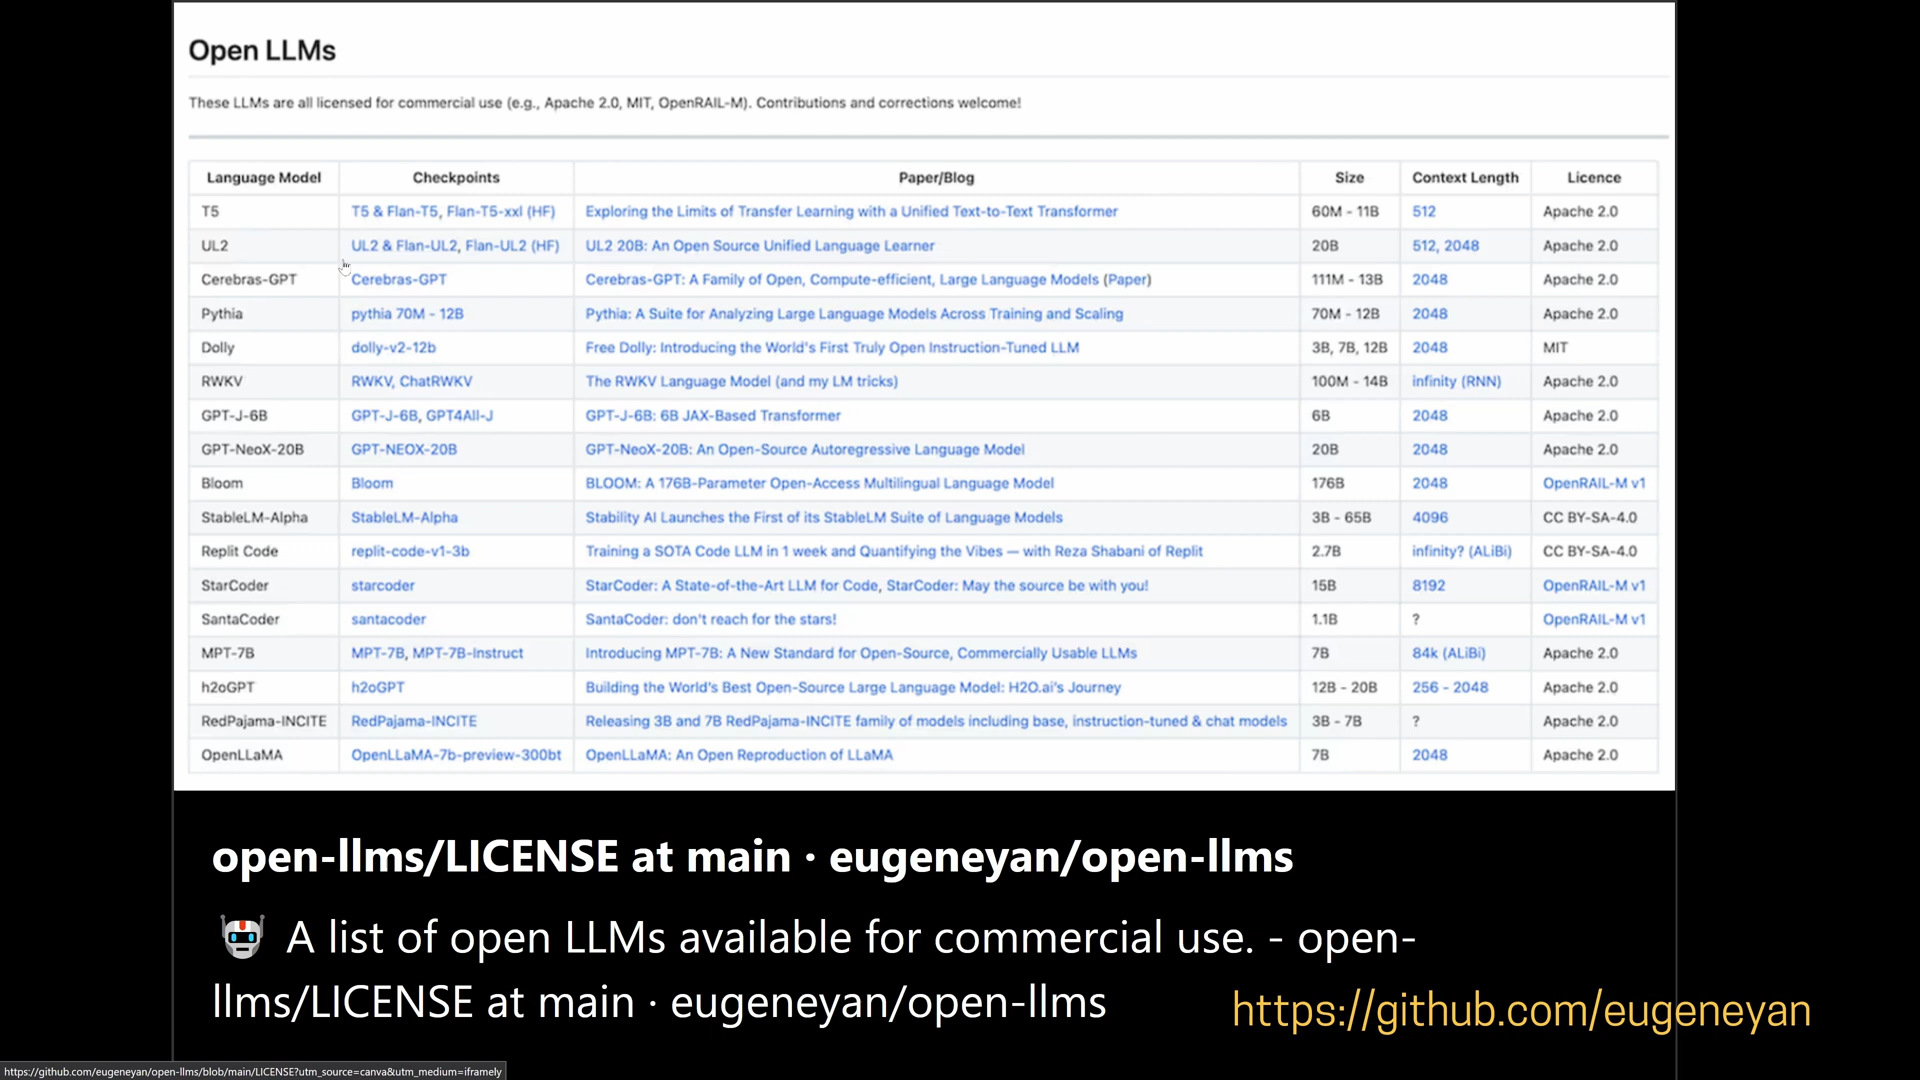 Open LLMs
These LLMs are all licensed for commercial use (e.g., Apache 2.0, MIT, OpenRAIL-M). Contributions and corrections welcome!
Language Model Checkpoints Paper/Blog Size Context Length Licence
T5 T5 & Flan-T5, Flan-T5-xxl (HF) Exploring the Limits of Transfer Learning with a Unified Text-to-Text Transformer 60M - 11B 512 Apache 2.0
UL2 UL2 & Flan-UL2, Flan-UL2 (HF) UL2 20B: An Open Source Unified Language Learner 20B 512, 2048 Apache 2.0
Cerebras-GPT Cerebras-GPT Cerebras-GPT: A Family of Open, Compute-efficient, Large Language Models (Paper) 111M - 13B 2048 Apache 2.0
Pythia pythia 70M - 12B Pythia: A Suite for Analyzing Large Language Models Across Training and Scaling 70M - 12B 2048 Apache 2.0
Dolly dolly-v2-12b Free Dolly: Introducing the World's First Truly Open Instruction-Tuned LLM 3B, 7B, 12B 2048 MIT
RWKV RWKV, ChatRWKV The RWKV Language Model (and my LM tricks) 100M - 14B infinity (RNN) Apache 2.0
GPT-J-6B GPT-J-6B, GPT4All-J GPT-J-6B: 6B JAX-Based Transformer 6B 2048 Apache 2.0
GPT-NeoX-20B GPT-NEOX-20B GPT-NeoX-20B: An Open-Source Autoregressive Language Model 20B 2048 Apache 2.0
Bloom Bloom BLOOM: A 176B-Parameter Open-Access Multilingual Language Model 176B 2048 OpenRAIL-M v1
StableLM-Alpha StableLM-Alpha Stability AI Launches the First of its StableLM Suite of Language Models 3B - 65B 4096 CC BY-SA-4.0
Replit Code replit-code-v1-3b Training a SOTA Code LLM in 1 week and Quantifying the Vibes — with Reza Shabani of Replit 2.7B infinity? (ALiBi) CC BY-SA-4.0
StarCoder starcoder StarCoder: A State-of-the-Art LLM for Code, StarCoder: May the source be with you! 15B 8192 OpenRAIL-M v1
SantaCoder santacoder SantaCoder: don't reach for the stars! 1.1B ? OpenRAIL-M v1
MPT-7B MPT-7B, MPT-7B-Instruct Introducing MPT-7B: A New Standard for Open-Source, Commercially Usable LLMs 7B 84k (ALiBi) Apache 2.0
h2oGPT h2oGPT Building the World's Best Open-Source Large Language Model: H2O.ai's Journey 12B - 20B 256 - 2048 Apache 2.0
RedPajama-INCITE RedPajama-INCITE Releasing 3B and 7B RedPajama-INCITE family of models including base, instruction-tuned & chat models 3B - 7B ? Apache 2.0
OpenLLaMA OpenLLaMA-7b-preview-300bt OpenLLaMA: An Open Reproduction of LLaMA 7B 2048 Apache 2.0
open-llms/LICENSE at main · eugeneyan/open-llms
🤖 A list of open LLMs available for commercial use. - open-
llms/LICENSE at main · eugeneyan/open-llms
https://github.com/eugeneyan
https://github.com/eugeneyan/open-llms/blob/main/LICENSE?utm_source=canva&utm_medium=iframely